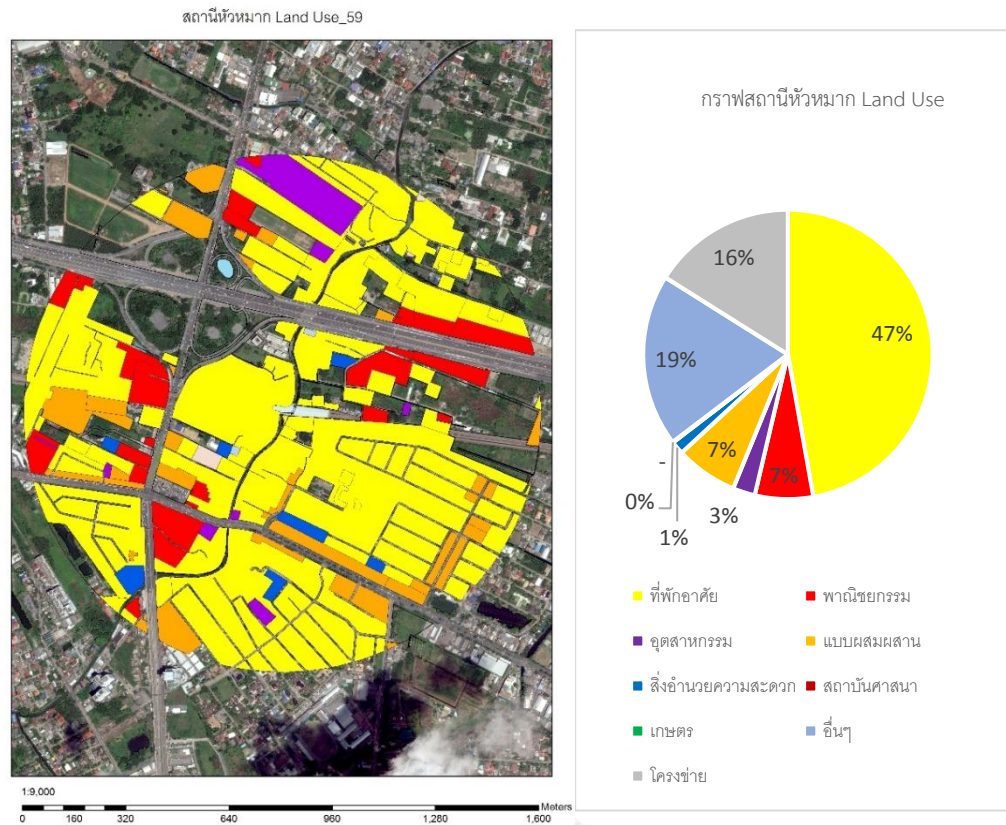 สถานีหัวหมาก Land Use_59
1:9,000
Meters
0 160 320 640 960 1,280 1,600
กราฟสถานีหัวหมาก Land Use
16%
47%
19%
7%
7%
-
0%
3%
1%
ที่พักอาศัย พาณิชยกรรม
อุตสาหกรรม แบบผสมผสาน
สิ่งอำนวยความสะดวก สถาบันศาสนา
เกษตร อื่นๆ
โครงข่าย